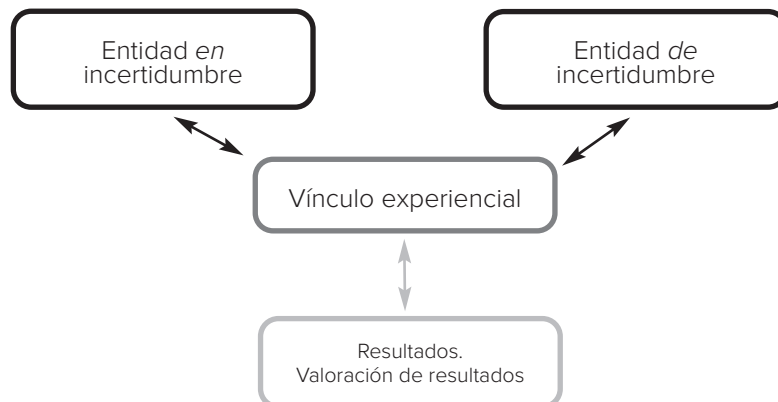 Entidad en
incertidumbre
Entidad de
incertidumbre
Vínculo experiencial
Resultados.
Valoración de resultados